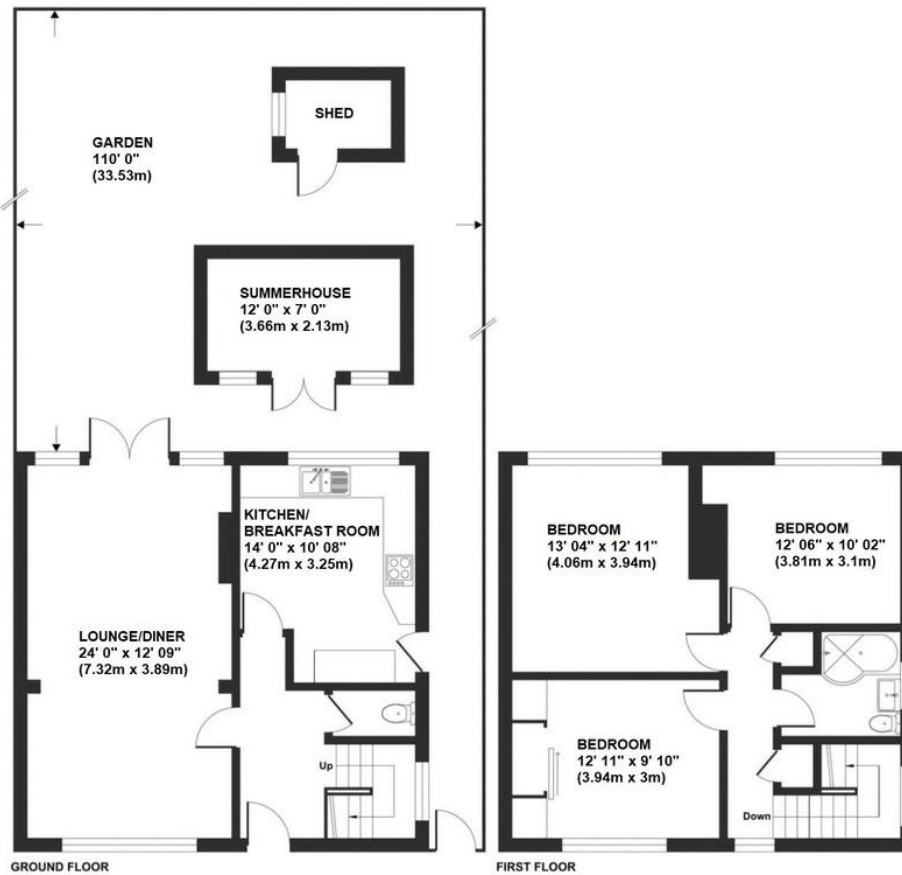 SHED
GARDEN
110' 0"
(33.53m)
SUMMERHOUSE
12' 0" x 7' 0"
(3.66m x 2.13m)
KITCHEN/
BREAKFAST ROOM
14' 0" x 10' 08"
(4.27m x 3.25m)
LOUNGE/DINER
24' 0" x 12' 09"
(7.32m x 3.89m)
Up
GROUND FLOOR
BEDROOM
13' 04" x 12' 11"
(4.06m x 3.94m)
BEDROOM
12' 06" x 10' 02"
(3.81m x 3.1m)
BEDROOM
12' 11" x 9' 10"
(3.94m x 3m)
Down
FIRST FLOOR